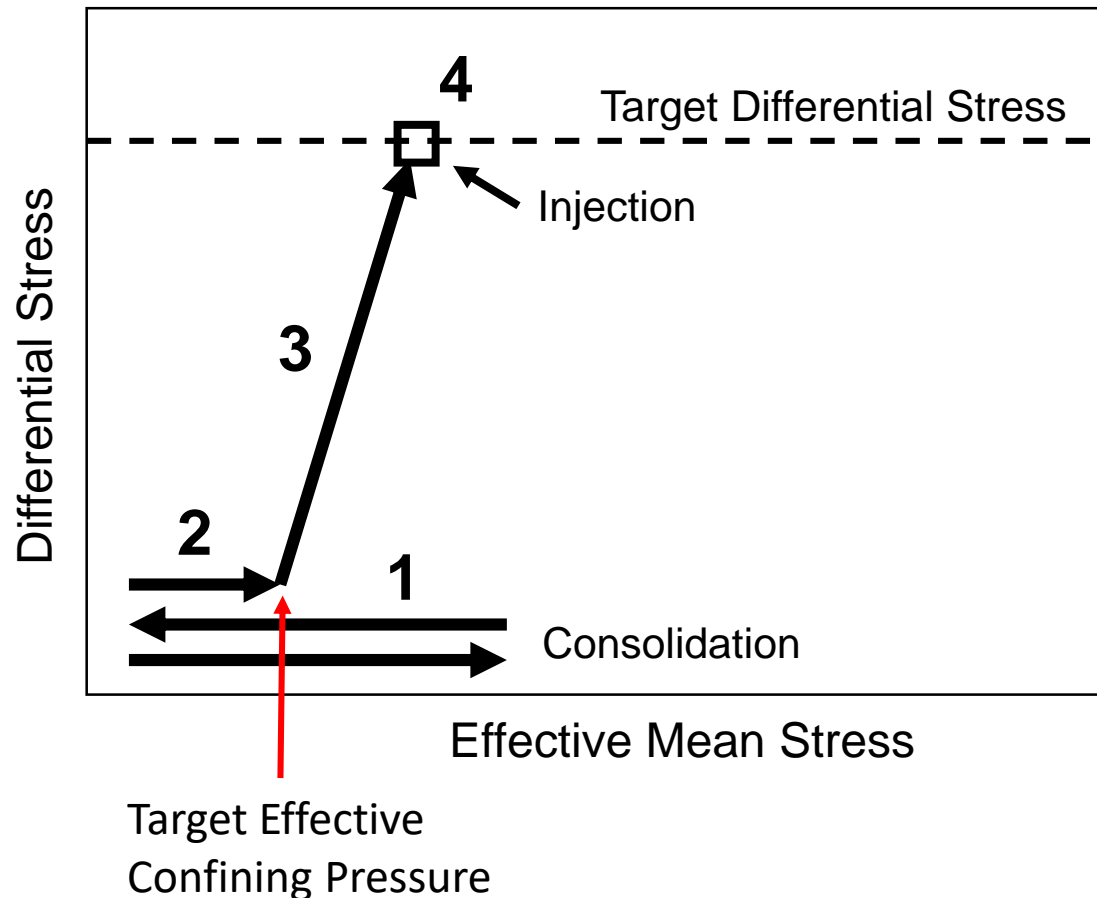 4
Target Differential Stress
Injection
Differential Stress
3
2
1
Consolidation
Effective Mean Stress
Target Effective
Confining Pressure